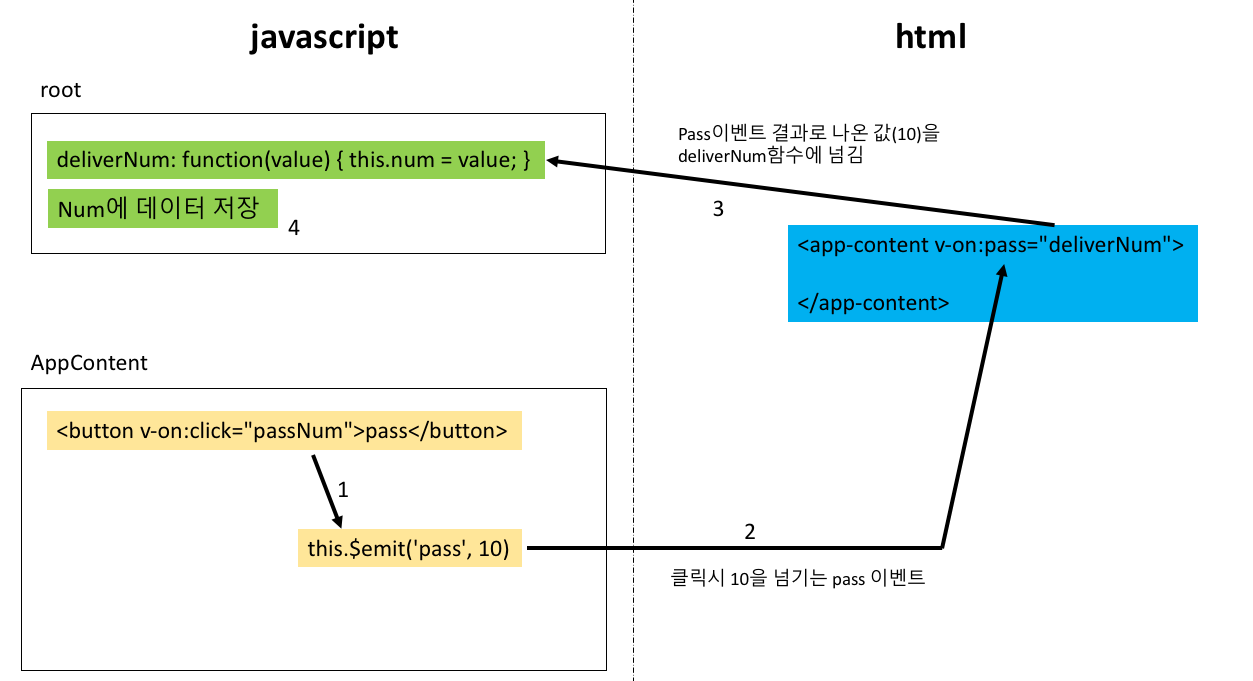 javascript
html
root
deliverNum: function(value) { this.num = value; }
Num에 데이터 저장
4
Pass이벤트 결과로 나온 값(10)을
deliverNum함수에 넘김
3
<app-content v-on:pass="deliverNum">
</app-content>
AppContent
<button v-on:click="passNum">pass</button>
1
this.$emit('pass', 10)
2
클릭시 10을 넘기는 pass 이벤트